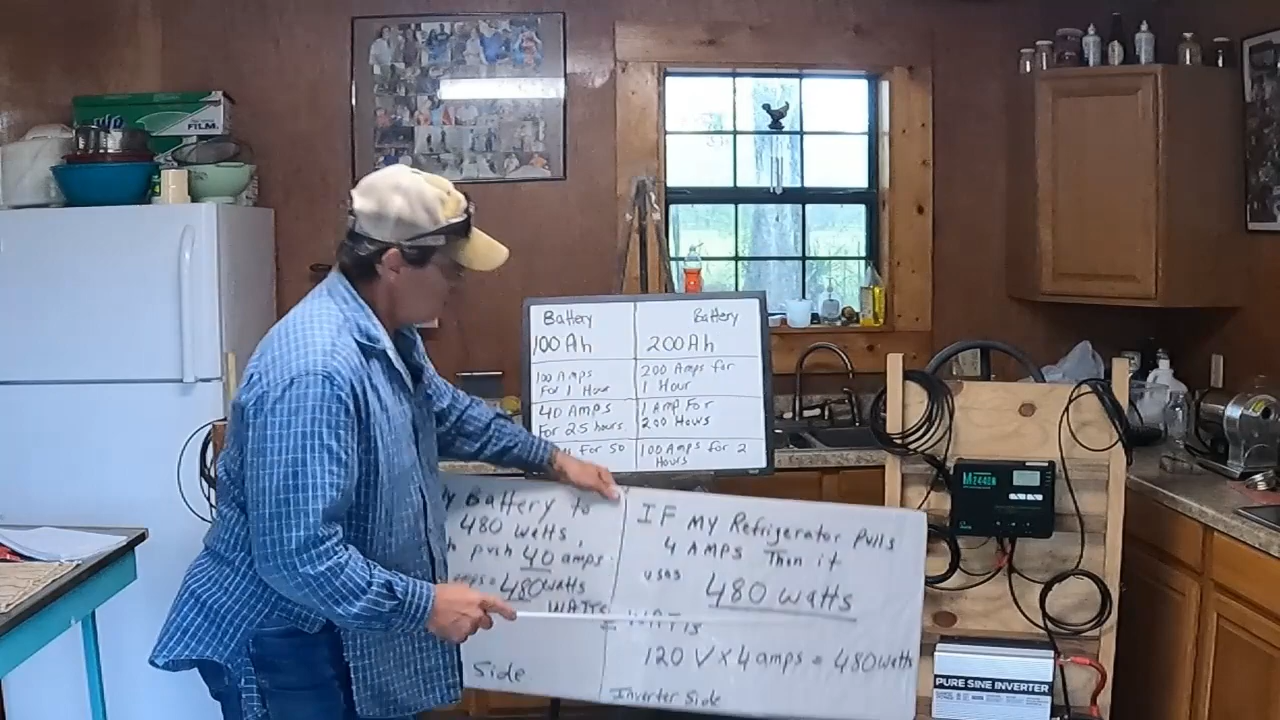 FILM
Battery
100 Ah
100 Amps
for 1 Hour
40 Amps
For 2.5 hours
for 50
Battery
200 Ah
200 Amps for
1 Hour
1 Amp For
200 Hours
100 Amps for 2
Hours
Battery to
480 watts,
push 40 amps.
480 watts
WATTS
Side
IF my Refrigerator Pulls
4 AMPS Then it
uses
480 watts
120 V x 4 amps = 480 watts
Inverter Side
PURE SINE INVERTER